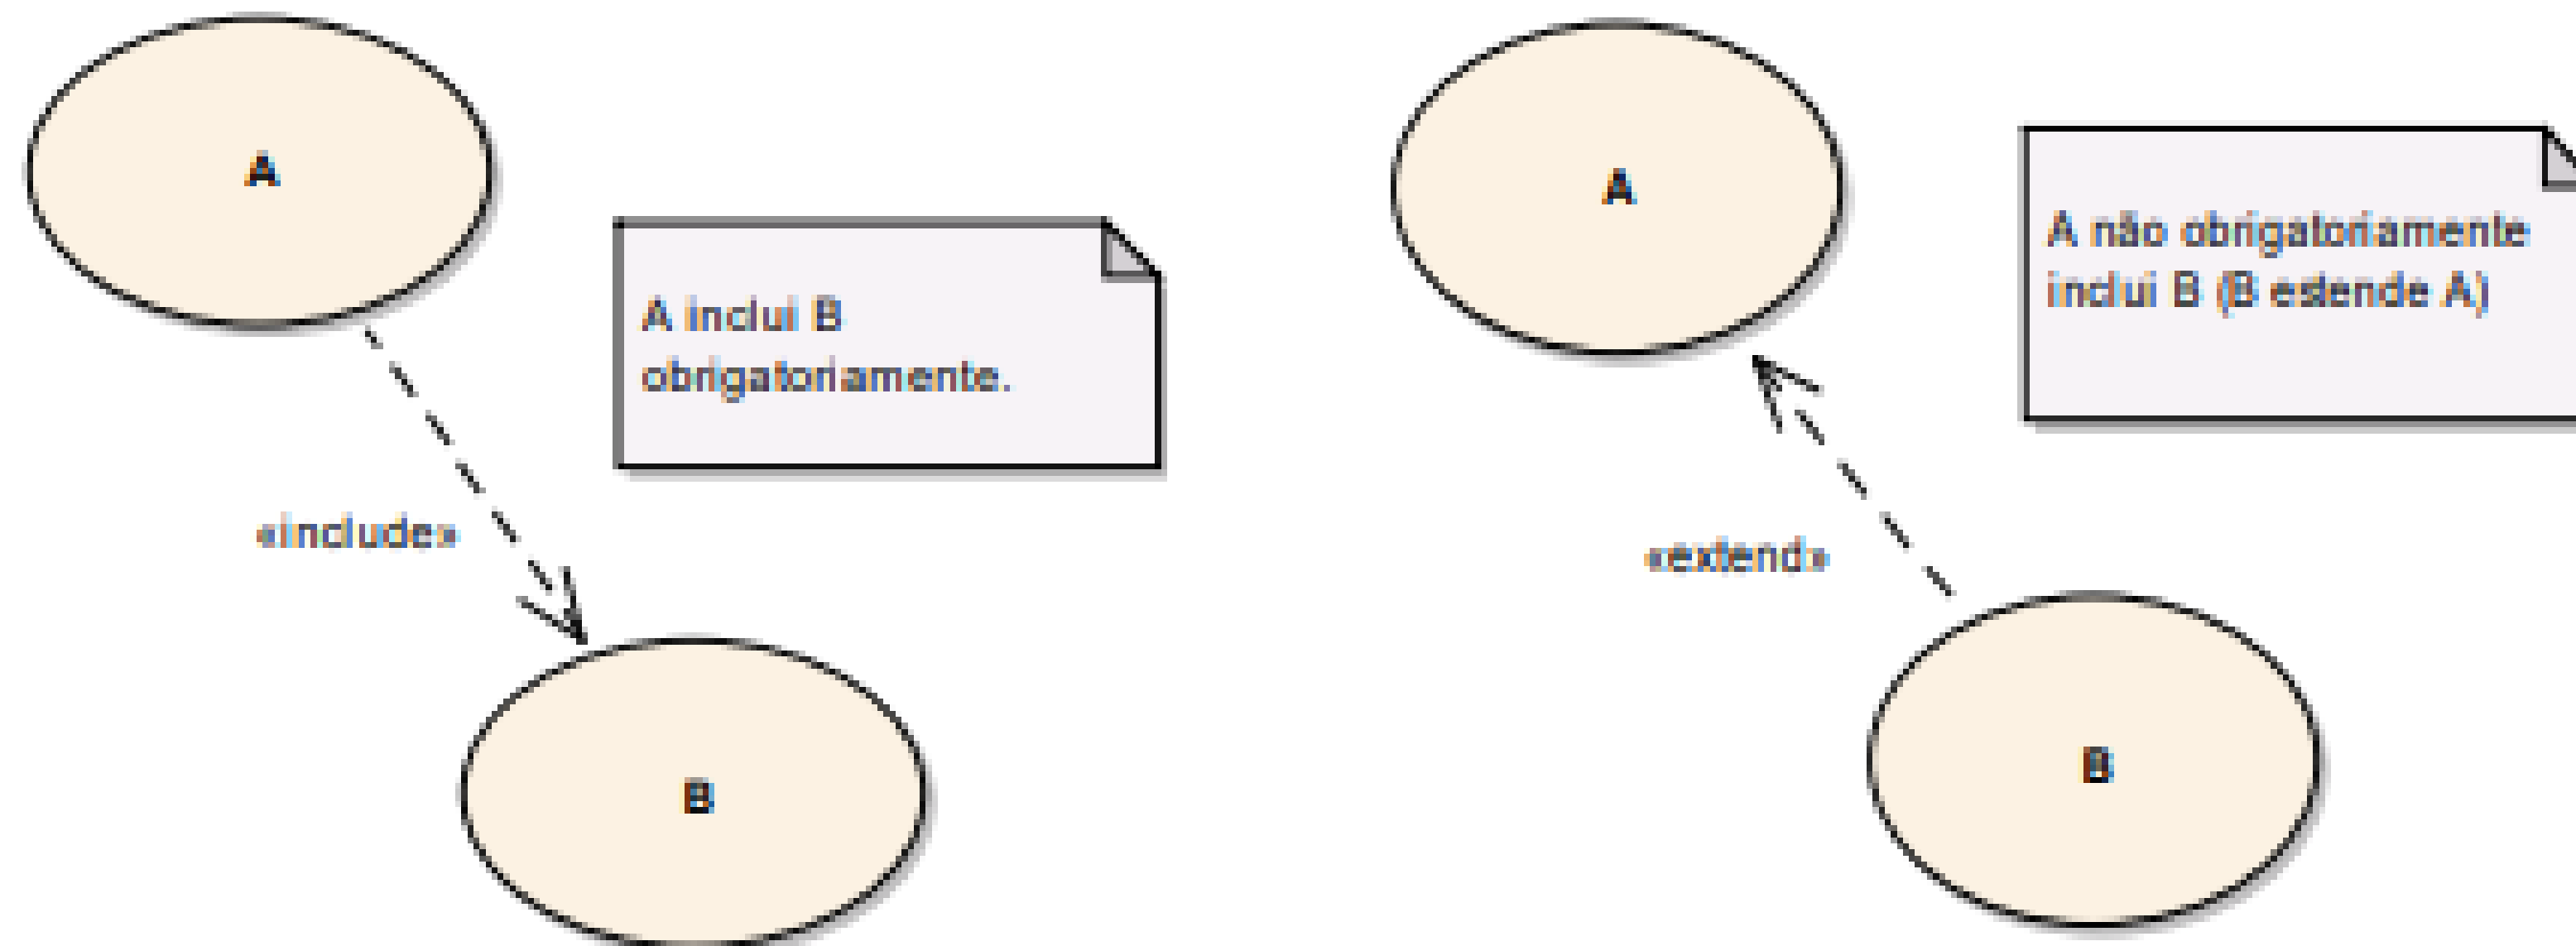 A
A inclui B
obrigatoriamente.
«include»
B
A
A não obrigatoriamente
inclui B (B estende A)
«extend»
B